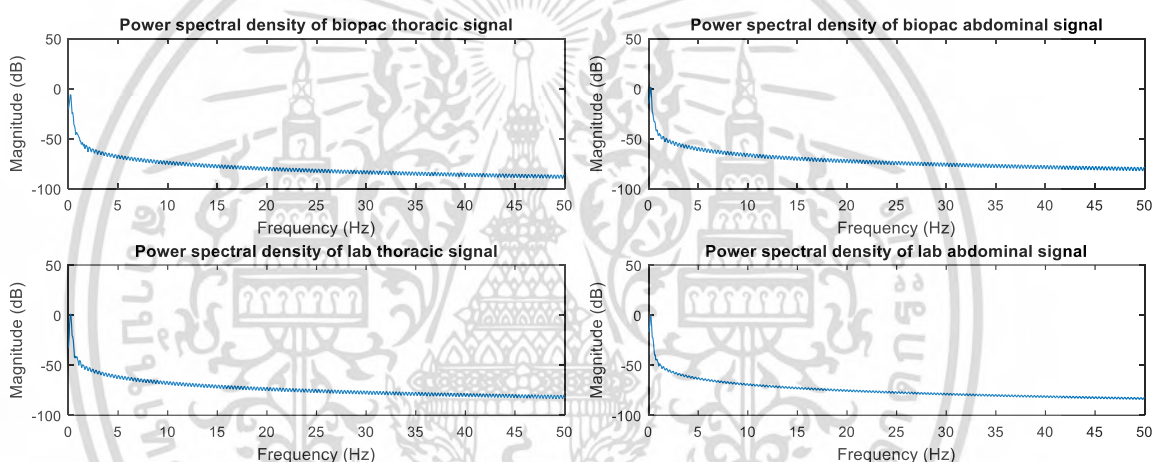 Power spectral density of biopac thoracic signal
50
0
-50
-100
Magnitude (dB)
0 5 10 15 20 25 30 35 40 45 50
Frequency (Hz)
Power spectral density of biopac abdominal signal
50
0
-50
-100
Magnitude (dB)
0 5 10 15 20 25 30 35 40 45 50
Frequency (Hz)
Power spectral density of lab thoracic signal
50
0
-50
-100
Magnitude (dB)
0 5 10 15 20 25 30 35 40 45 50
Frequency (Hz)
Power spectral density of lab abdominal signal
50
0
-50
-100
Magnitude (dB)
0 5 10 15 20 25 30 35 40 45 50
Frequency (Hz)